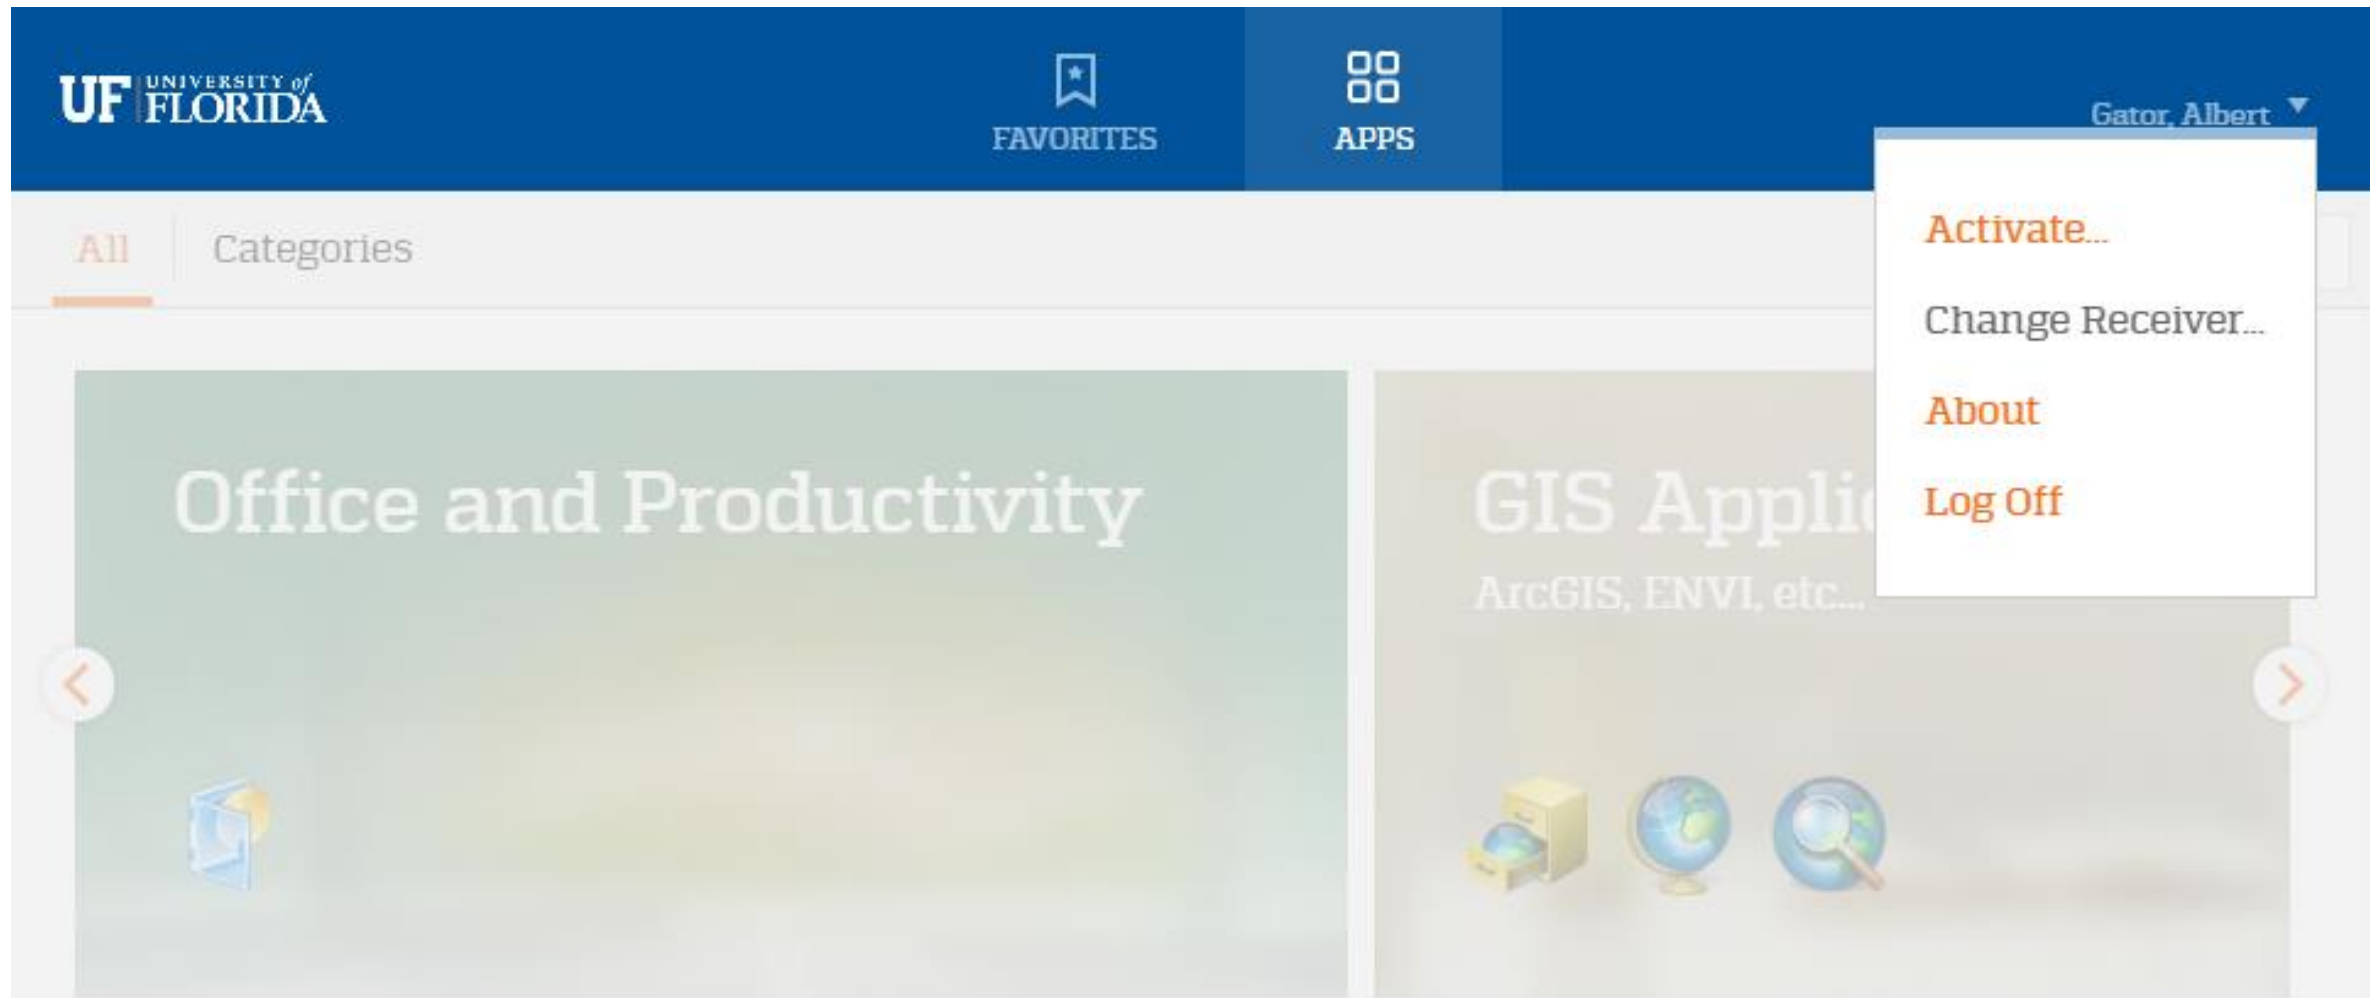 UF UNIVERSITY of
FLORIDA
FAVORITES
APPS
Gator, Albert
All
Categories
Activate...
Change Receiver...
About
Log Off
Office and Productivity
GIS Applic
ArcGIS, ENVI, etc...